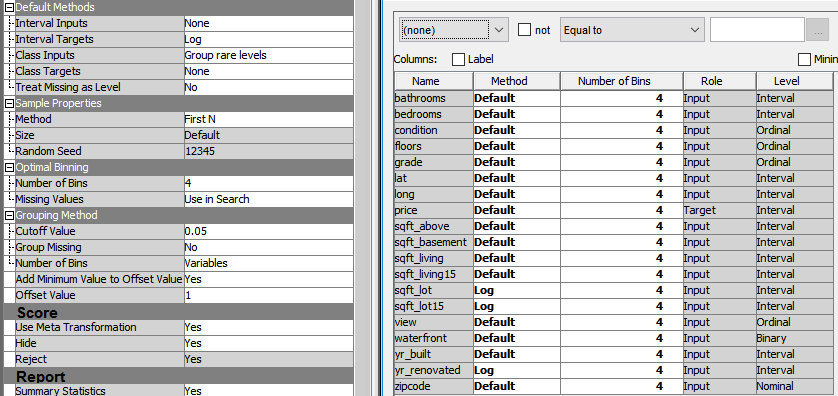 Default Methods
Interval Inputs None
Interval Targets Log
Class Inputs Group rare levels
Class Targets None
Treat Missing as Level No
Sample Properties
Method First N
Size Default
Random Seed 12345
Optimal Binning
Number of Bins 4
Missing Values Use in Search
Grouping Method
Cutoff Value 0.05
Group Missing No
Number of Bins Variables
Add Minimum Value to Offset Value Yes
Offset Value 1
Score
Use Meta Transformation Yes
Hide Yes
Reject Yes
Report
Summary Statistics Yes
(none) not Equal to ...
Columns: Label Minin
Name Method Number of Bins Role Level
bathrooms Default 4 Input Interval
bedrooms Default 4 Input Interval
condition Default 4 Input Ordinal
floors Default 4 Input Ordinal
grade Default 4 Input Ordinal
lat Default 4 Input Interval
long Default 4 Input Interval
price Default 4 Target Interval
sqft_above Default 4 Input Interval
sqft_basement Default 4 Input Interval
sqft_living Default 4 Input Interval
sqft_living15 Default 4 Input Interval
sqft_lot Log 4 Input Interval
sqft_lot15 Log 4 Input Interval
view Default 4 Input Ordinal
waterfront Default 4 Input Binary
yr_built Default 4 Input Interval
yr_renovated Log 4 Input Interval
zipcode Default 4 Input Nominal